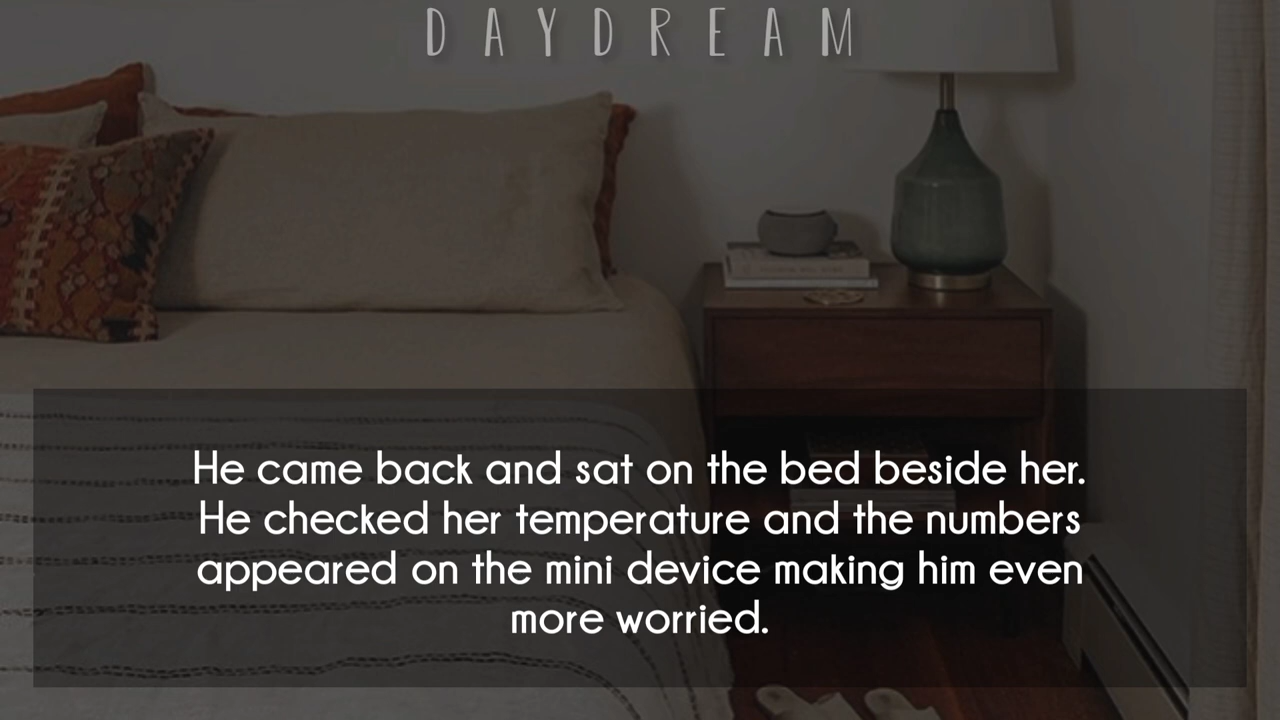 DAYDREAM
He came back and sat on the bed beside her.
He checked her temperature and the numbers
appeared on the mini device making him even
more worried.